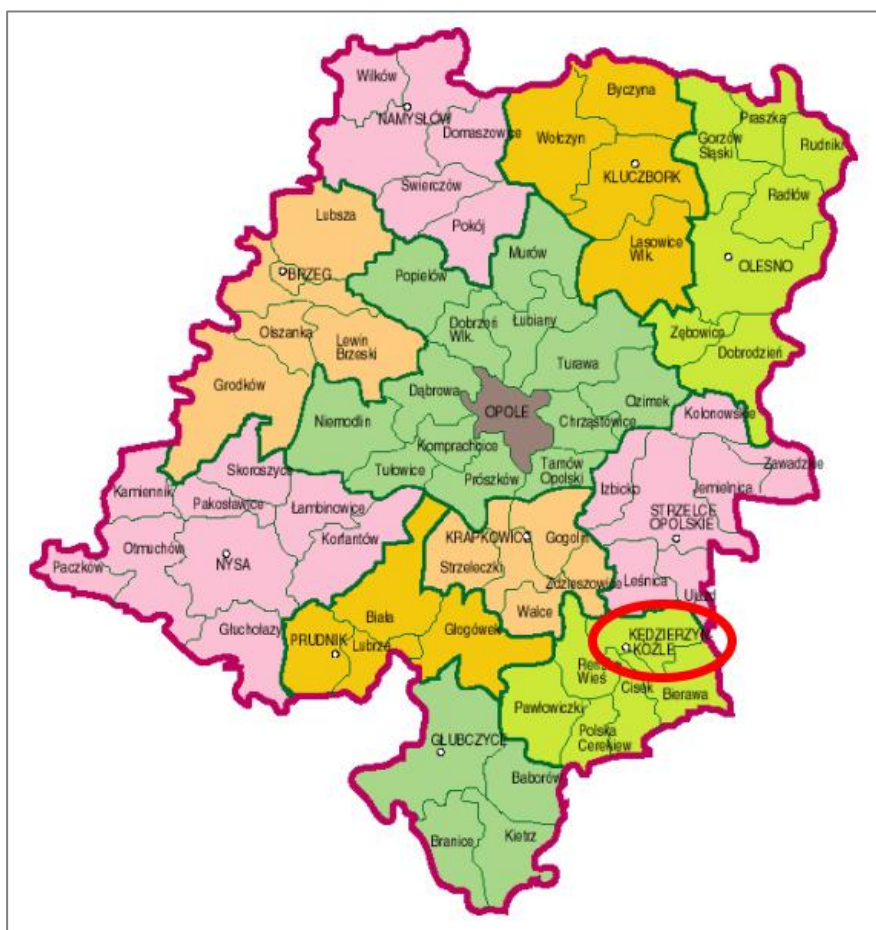 Wilków
NAMYSŁÓW
Domaszowice
Świerczów
Pokój
Byczyna
Wołczyn
KLUCZBORK
Lasowice
Wlk.
Praszka
Gorzów
Śląski
Rudniki
Radłów
OLESNO
Zębowice
Dobrodzień
Lubsza
BRZEG
Olszanka
Lewin
Brzeski
Grodków
Murów
Popielów
Dobrzeń
Wlk.
Łubiany
Turawa
Dąbrowa
OPOLE
Ozimek
Chrząstowice
Niemodlin
Komprachcice
Tułowice
Prószków
Tarnów
Opolski
Kolonowskie
Zawadzkie
Izbicko
Jemielnica
STRZELCE
OPOLSKIE
Leśnica
Ujazd
Skoroszyce
Kamiennik
Pakosławice
Łambinowice
Otmuchów
Korfantów
Paczków
NYSA
Głuchołazy
KRAPKOWICE
Gogolin
Strzeleczki
Zdzieszowice
Walce
Biała
PRUDNIK
Lubrza
Głogówek
KĘDZIERZYN
KOŹLE
Reńska
Wieś
Cisek
Bierawa
Pawłowiczki
Polska
Cerekiew
GŁUBCZYCE
Baborów
Branice
Kietrz